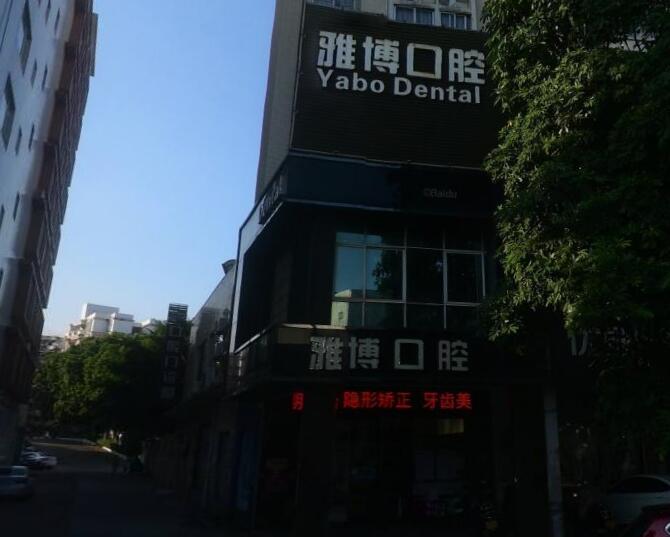 雅博口腔
Yabo Dental
©Baidu
雅博口腔
隐形矫正 牙齿美